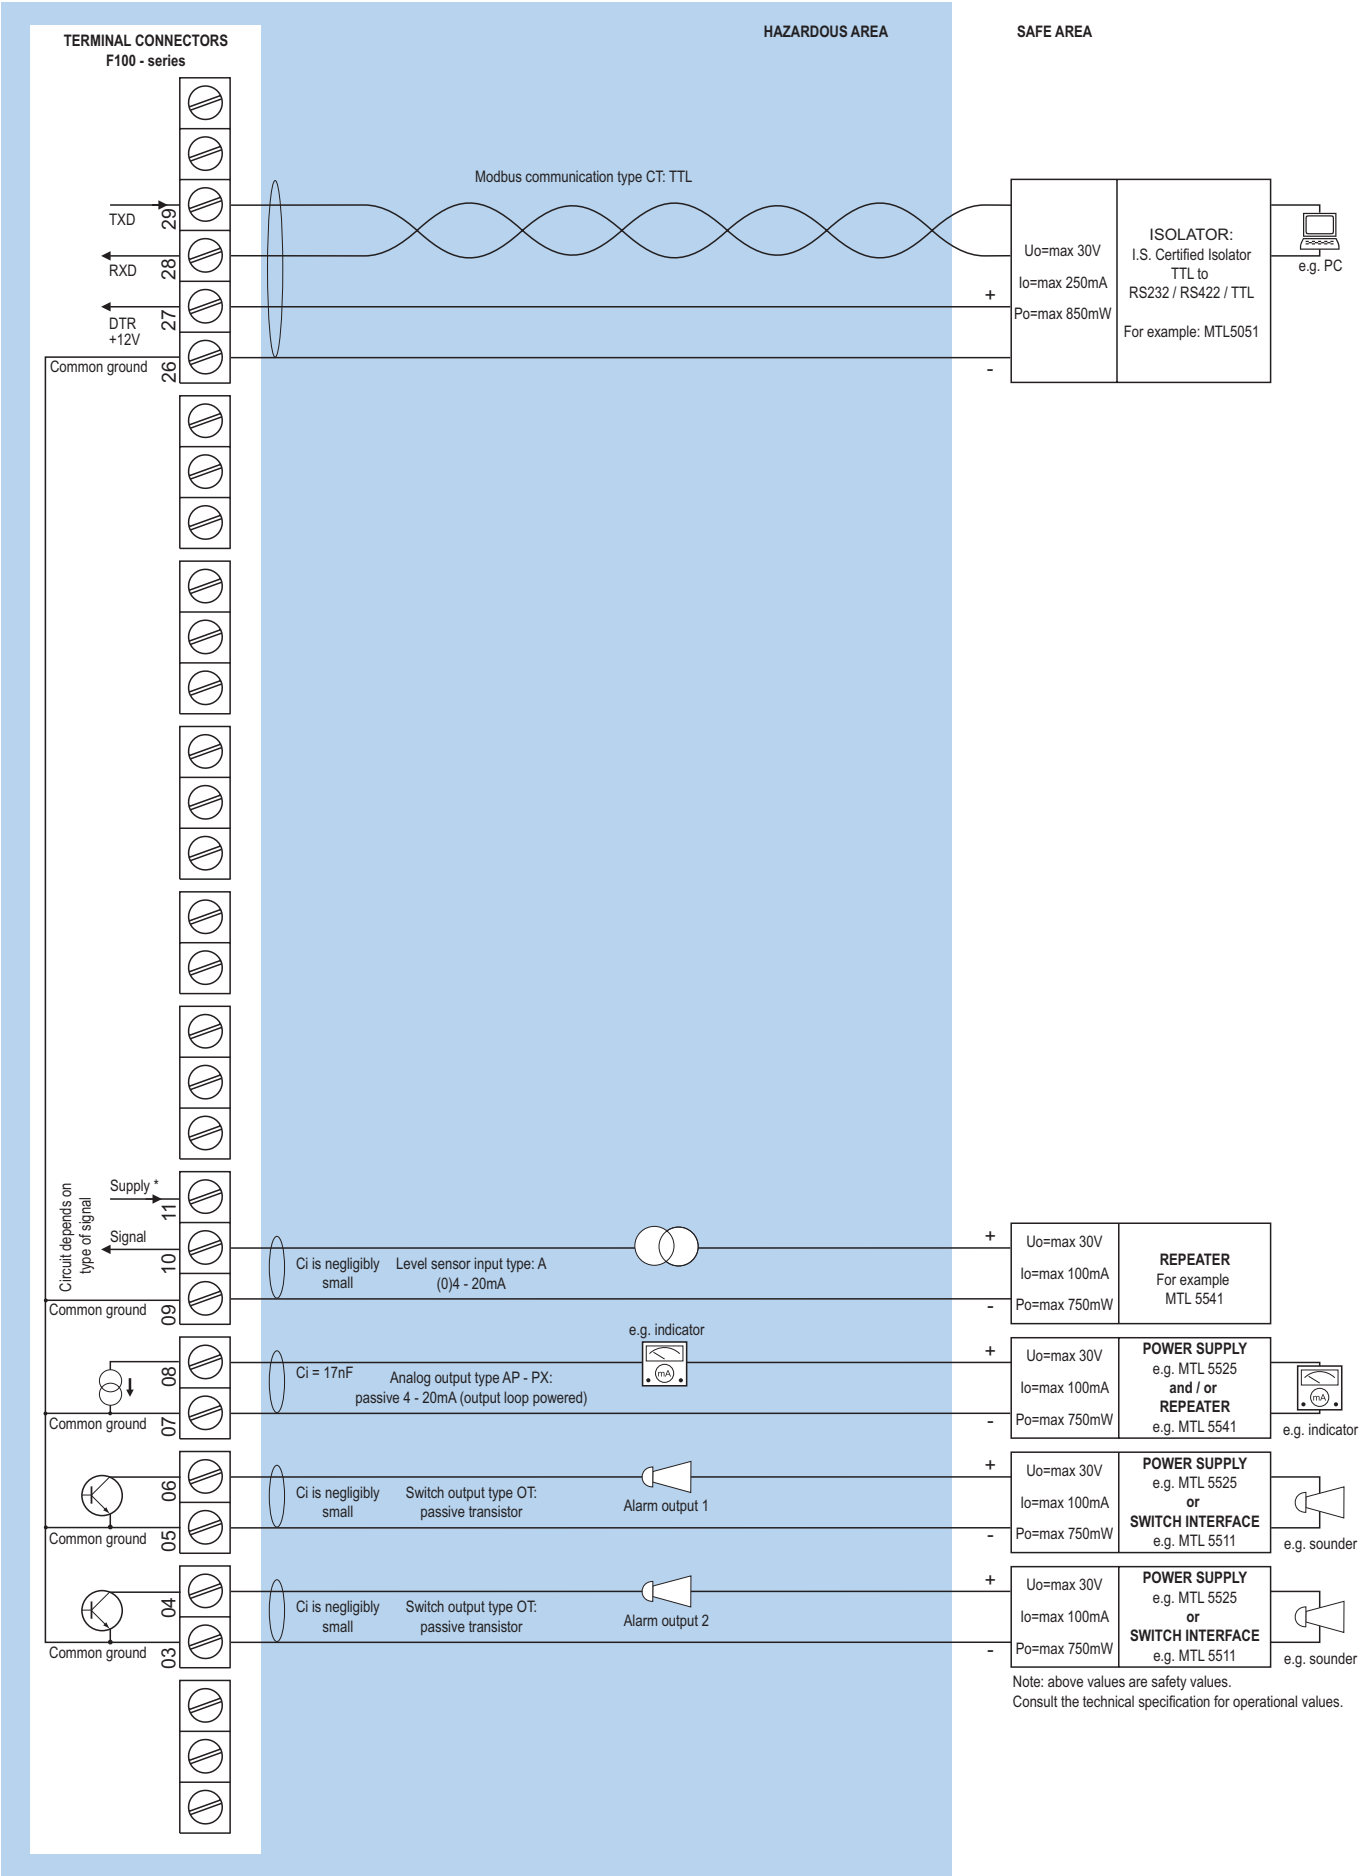 TERMINAL CONNECTORS
F100 - series
HAZARDOUS AREA
SAFE AREA
Modbus communication type CT: TTL
TXD
29
RXD
28
DTR
+12V
27
Common ground
26
+
-
Uo=max 30V
Io=max 250mA
Po=max 850mW
ISOLATOR:
I.S. Certified Isolator
TTL to
RS232 / RS422 / TTL
For example: MTL5051
e.g. PC
Circuit depends on
type of signal
Supply *
11
Signal
10
Common ground
09
Ci is negligibly
small
Level sensor input type: A
(0)4 - 20mA
+
-
Uo=max 30V
Io=max 100mA
Po=max 750mW
REPEATER
For example
MTL 5541
08
Common ground
07
Ci = 17nF
Analog output type AP - PX:
passive 4 - 20mA (output loop powered)
e.g. indicator
mA
+
-
Uo=max 30V
Io=max 100mA
Po=max 750mW
POWER SUPPLY
e.g. MTL 5525
and / or
REPEATER
e.g. MTL 5541
mA
e.g. indicator
06
Common ground
05
Ci is negligibly
small
Switch output type OT:
passive transistor
Alarm output 1
+
-
Uo=max 30V
Io=max 100mA
Po=max 750mW
POWER SUPPLY
e.g. MTL 5525
or
SWITCH INTERFACE
e.g. MTL 5511
e.g. sounder
04
Common ground
03
Ci is negligibly
small
Switch output type OT:
passive transistor
Alarm output 2
+
-
Uo=max 30V
Io=max 100mA
Po=max 750mW
POWER SUPPLY
e.g. MTL 5525
or
SWITCH INTERFACE
e.g. MTL 5511
e.g. sounder
Note: above values are safety values.
Consult the technical specification for operational values.